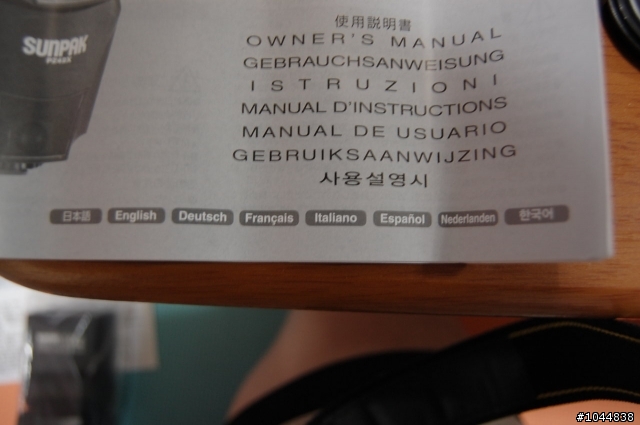 SUNPAK
使用説明書
OWNER'S MANUAL
GEBRAUCHSANWEISUNG
ISTRUZIONI
MANUAL D'INSTRUCTIONS
MANUAL DE USUARIO
GEBRUIKSAANWIJZING
사용설명시
日本語 English Deutsch Français Italiano Español Nederlanden 한국어
#1044838